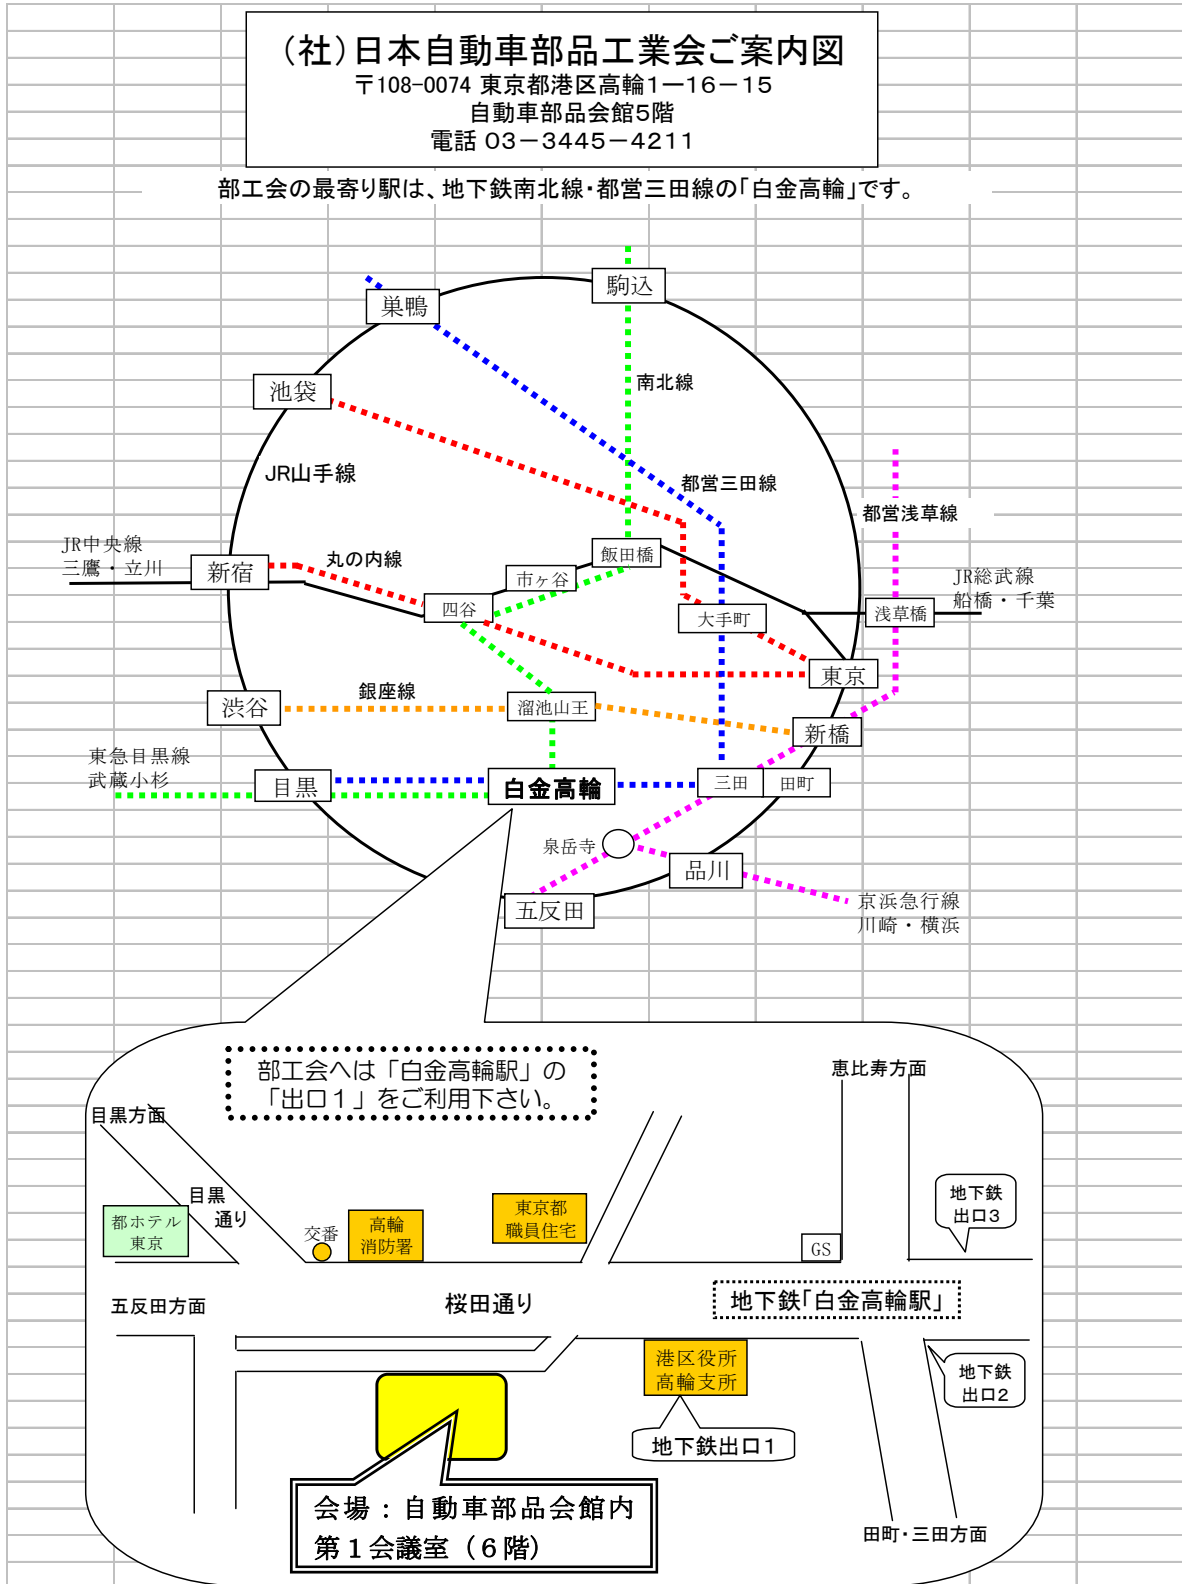 （社）日本自動車部品工業会ご案内図
〒108-0074 東京都港区高輪1ー16－15
自動車部品会館5階
電話 03－3445－4211
部工会の最寄り駅は、地下鉄南北線・都営三田線の「白金高輪」です。
駒込
巣鴨
南北線
池袋
JR山手線
都営三田線
都営浅草線
JR中央線
三鷹・立川
新宿
丸の内線
飯田橋
市ヶ谷
四谷
大手町
JR総武線
船橋・千葉
浅草橋
東京
銀座線
渋谷
溜池山王
新橋
東急目黒線
武蔵小杉
目黒
白金高輪
三田
田町
泉岳寺
品川
五反田
京浜急行線
川崎・横浜
部工会へは「白金高輪駅」の
「出口１」をご利用下さい。
恵比寿方面
目黒方面
目黒
通り
都ホテル
東京
交番
高輪
消防署
東京都
職員住宅
GS
地下鉄
出口3
五反田方面
桜田通り
地下鉄「白金高輪駅」
港区役所
高輪支所
地下鉄
出口2
地下鉄出口1
会場：自動車部品会館内
第１会議室（６階）
田町・三田方面